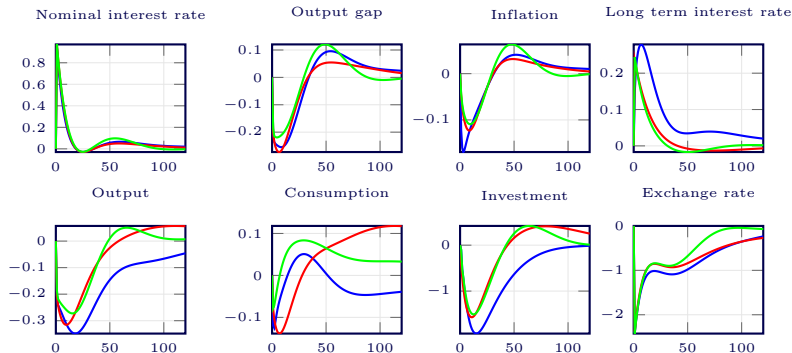 Nominal interest rate
Output gap
Inflation
Long term interest rate
0.8
0.6
0.4
0.2
0
0 50 100
0.1
0
−0.1
−0.2
0 50 100
0
−0.1
0 50 100
0.2
0.1
0
0 50 100
Output
Consumption
Investment
Exchange rate
0
−0.1
−0.2
−0.3
0 50 100
0.1
0
−0.1
0 50 100
0
−1
0 50 100
0
−1
−2
0 50 100